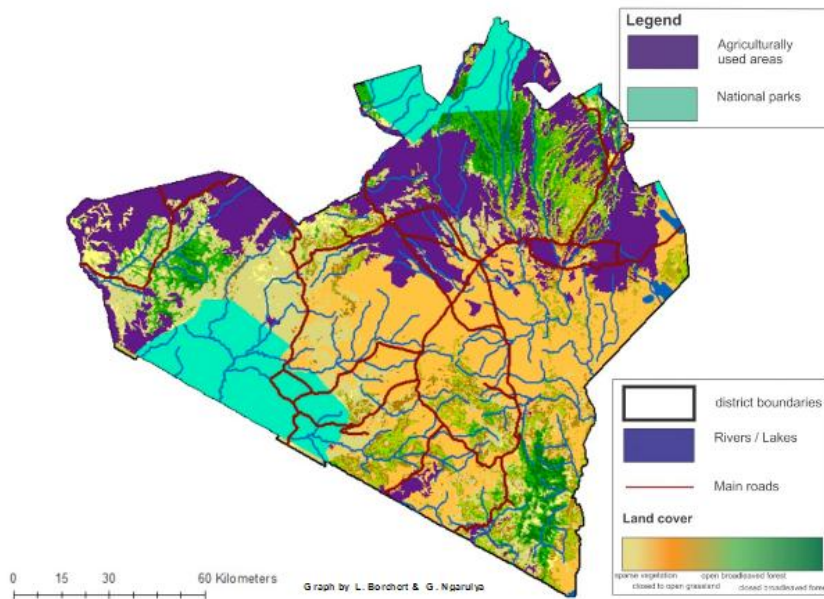 Legend
Agriculturally
used areas
National parks
district boundaries
Rivers / Lakes
Main roads
Land cover
sparse vegetation
open broadleaved forest
closed to open grassland
closed broadleaved forest
0 15 30 60 Kilometers
Graph by L. Borchert & G. Ngaruiya